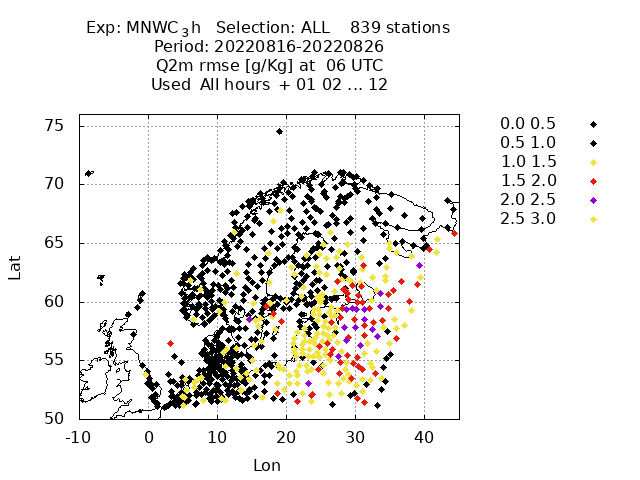 Exp: MNWC_3h Selection: ALL 839 stations
Period: 20220816-20220826
Q2m rmse [g/Kg] at 06 UTC
Used All hours + 01 02 ... 12
0.0 0.5
0.5 1.0
1.0 1.5
1.5 2.0
2.0 2.5
2.5 3.0
75
70
65
60
55
50
Lat
-10 0 10 20 30 40
Lon